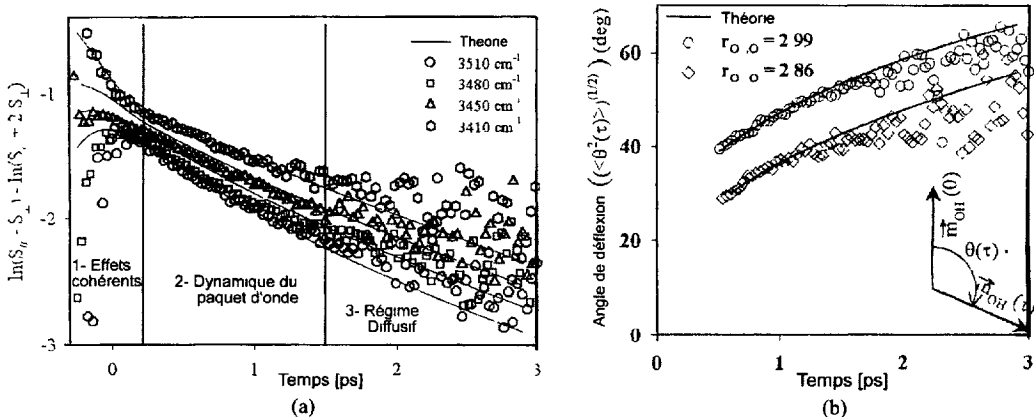 ln(S// - S⊥) - ln(S// + 2 S⊥)
-1
-2
-3
0
1
2
3
Temps [ps]
Theone
3510 cm⁻¹
3480 cm⁻¹
3450 cm⁻¹
3410 cm⁻¹
1- Effets
cohérents
2- Dynamique du
paquet d'onde
3- Régime
Diffusif
(a)
(b)
Angle de déflexion ((<θ²(τ)>)^(1/2)) (deg)
60
40
20
0
0
1
2
3
Temps [ps]
Théorie
r O..O = 2 99
r O..O = 2 86
m OH (0)
θ(τ)
m OH (τ)